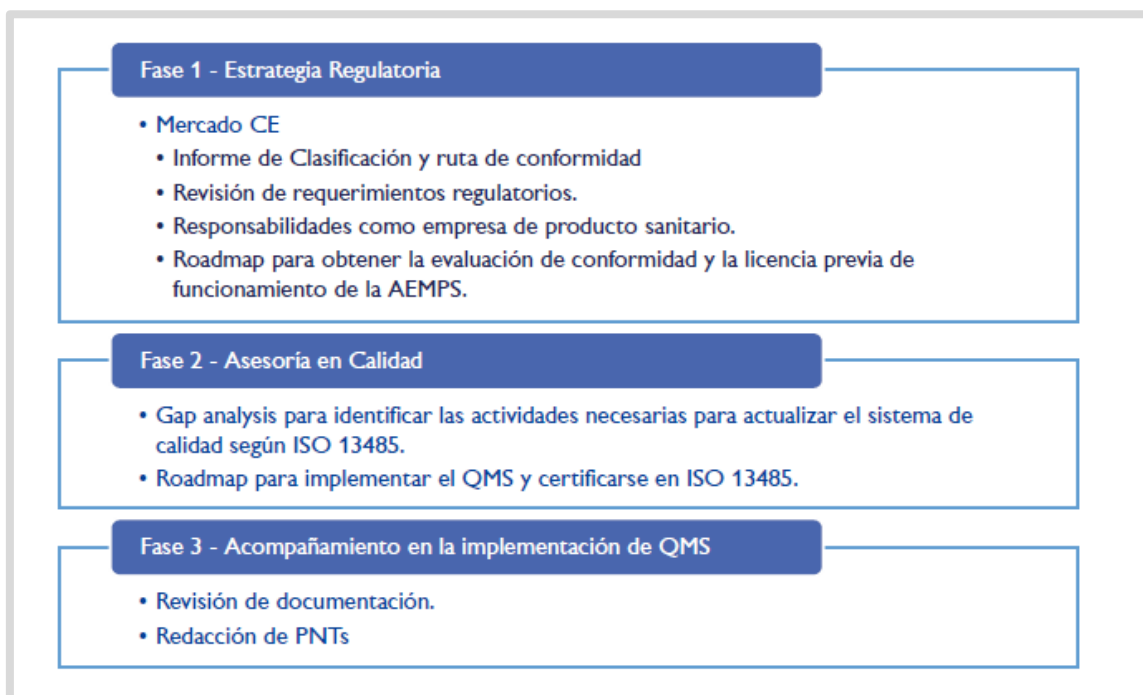 Fase 1 - Estrategia Regulatoria
• Mercado CE
• Informe de Clasificación y ruta de conformidad
• Revisión de requerimientos regulatorios.
• Responsabilidades como empresa de producto sanitario.
• Roadmap para obtener la evaluación de conformidad y la licencia previa de
funcionamiento de la AEMPS.
Fase 2 - Asesoría en Calidad
• Gap analysis para identificar las actividades necesarias para actualizar el sistema de
calidad según ISO 13485.
• Roadmap para implementar el QMS y certificarse en ISO 13485.
Fase 3 - Acompañamiento en la implementación de QMS
• Revisión de documentación.
• Redacción de PNTs